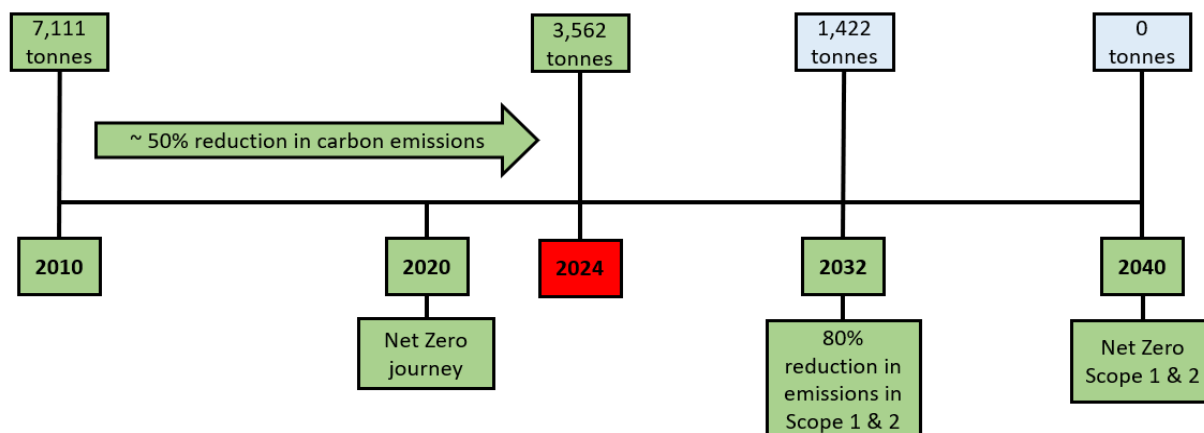 7,111
tonnes
3,562
tonnes
1,422
tonnes
0
tonnes
~ 50% reduction in carbon emissions
2010
2020
2024
2032
2040
Net Zero
journey
80%
reduction in
emissions in
Scope 1 & 2
Net Zero
Scope 1 & 2